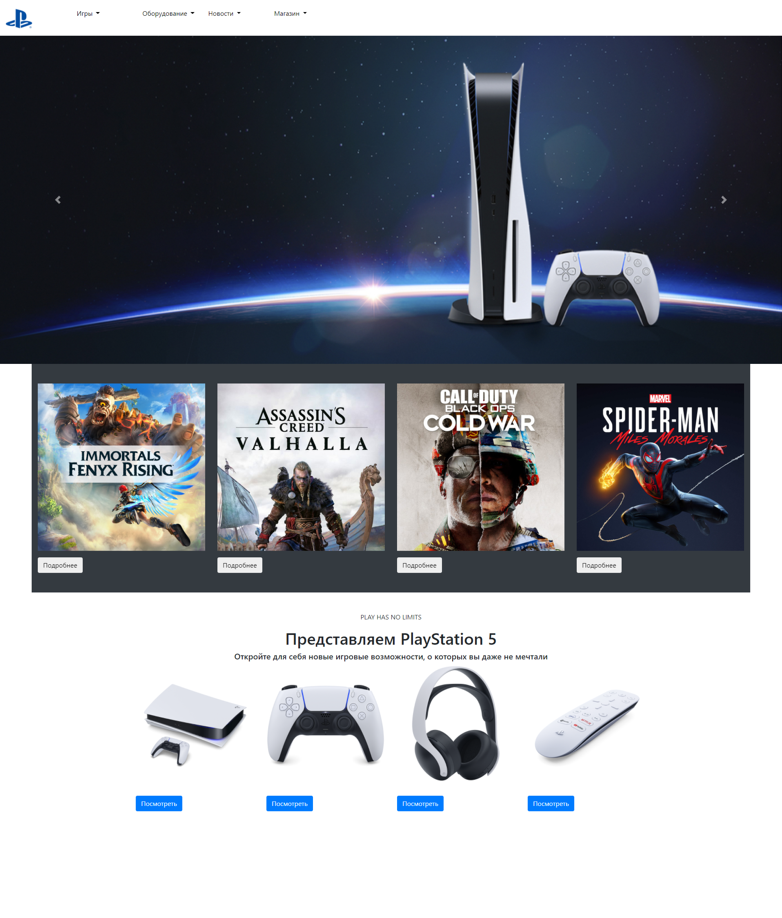 Игры
Оборудование
Новости
Магазин
IMMORTALS
FENYX RISING
ASSASSIN'S
CREED
VALHALLA
CALL OF DUTY
BLACK OPS
COLD WAR
MARVEL
SPIDER-MAN
MILES MORALES
Подробнее
Подробнее
Подробнее
Подробнее
PLAY HAS NO LIMITS
Представляем PlayStation 5
Откройте для себя новые игровые возможности, о которых вы даже не мечтали
Посмотреть
Посмотреть
Посмотреть
Посмотреть